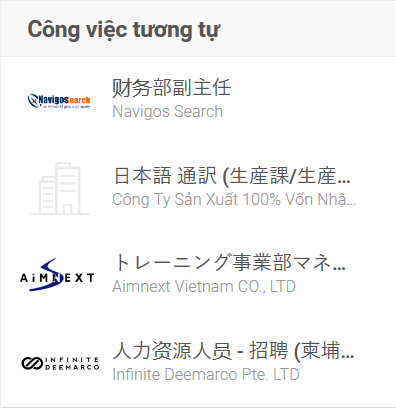 Công việc tương tự
Navigossearch
财务部副主任
Navigos Search
日本語 通訳 (生産課/生産...
Công Ty Sản Xuất 100% Vốn Nhậ...
AiMNEXT
トレーニング事業部マネ...
Aimnext Vietnam CO., LTD
INFINITE
DEEMARCO
人力资源人员 - 招聘 (柬埔...
Infinite Deemarco Pte. LTD